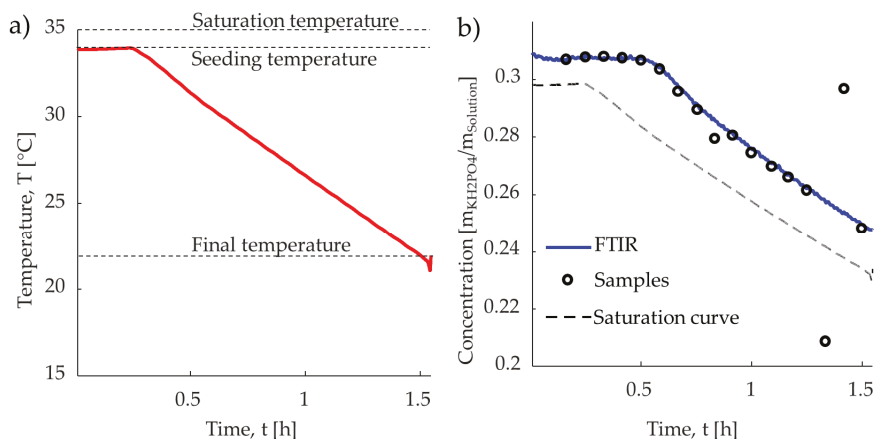 a)
Saturation temperature
Seeding temperature
Final temperature
Temperature, T [°C]
35
30
25
20
15
0.5
1
1.5
Time, t [h]
b)
Concentration [mKH2PO4/mSolution]
0.3
0.28
0.26
0.24
0.22
0.2
FTIR
Samples
Saturation curve
0.5
1
1.5
Time, t [h]